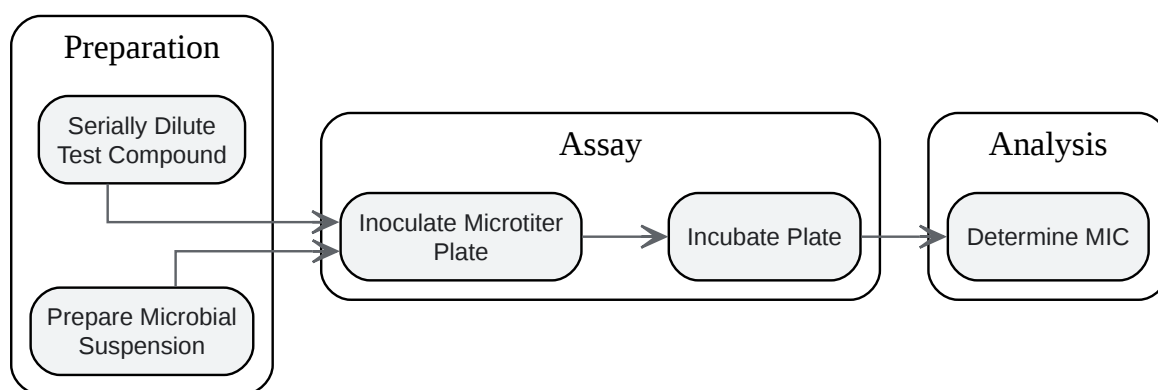 Preparation
Serially Dilute
Test Compound
Prepare Microbial
Suspension
Assay
Inoculate Microtiter
Plate
Incubate Plate
Analysis
Determine MIC